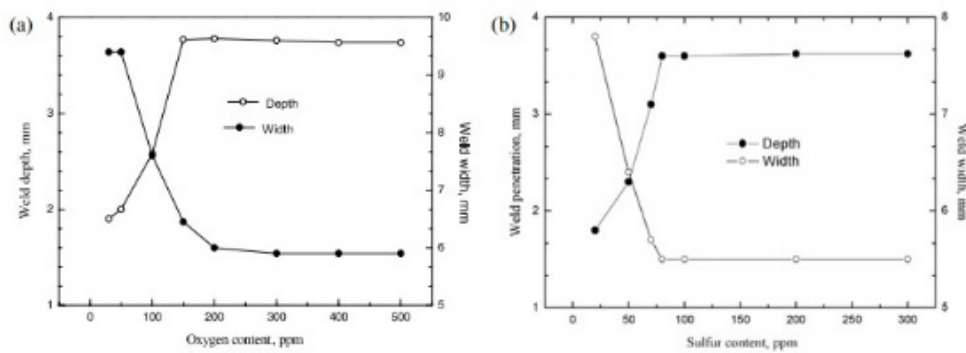 (a)
4
3
2
1
10
9
8
7
6
5
Weld depth, mm
Weld width, mm
Depth
Width
0 100 200 300 400 500
Oxygen content, ppm
(b)
4
3
2
1
8
7
6
5
Weld penetration, mm
Weld width, mm
Depth
Width
0 50 100 150 200 250 300
Sulfur content, ppm